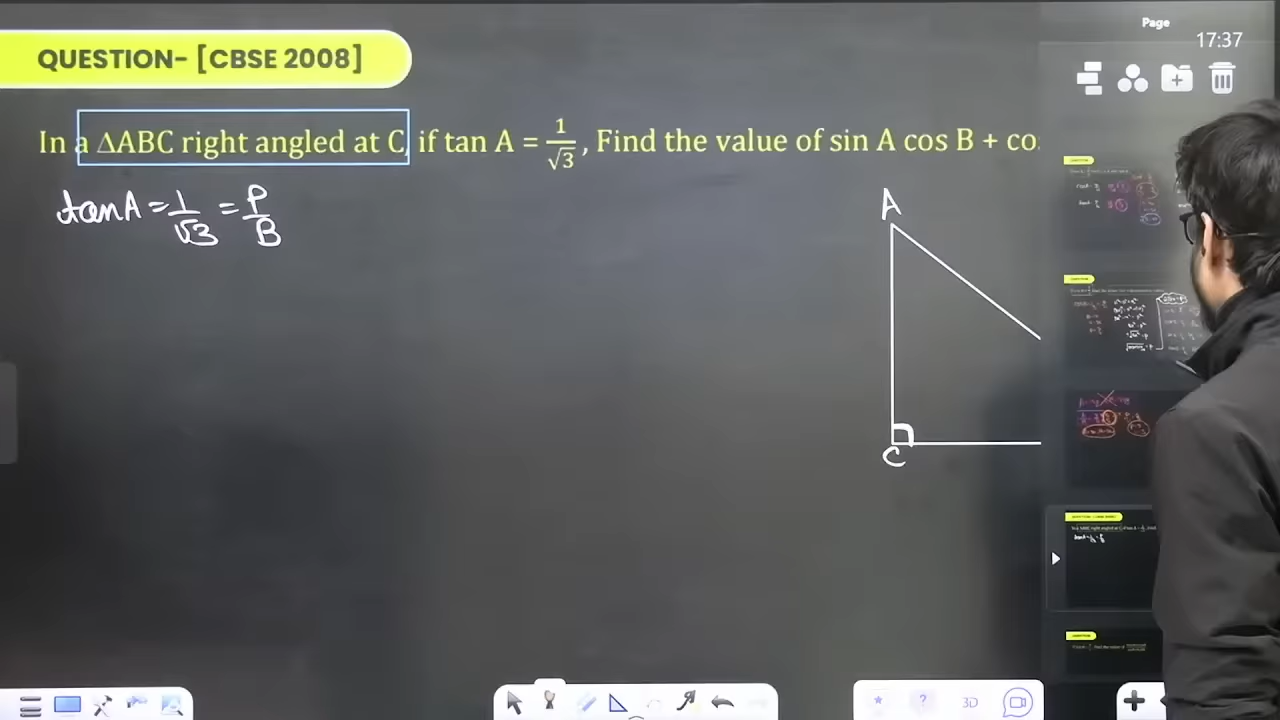 Page
17:37
QUESTION- [CBSE 2008]
In a ΔABC right angled at C, if tan A = 1/√3, Find the value of sin A cos B + co
tanA = 1/√3 = P/B
A
C
3D